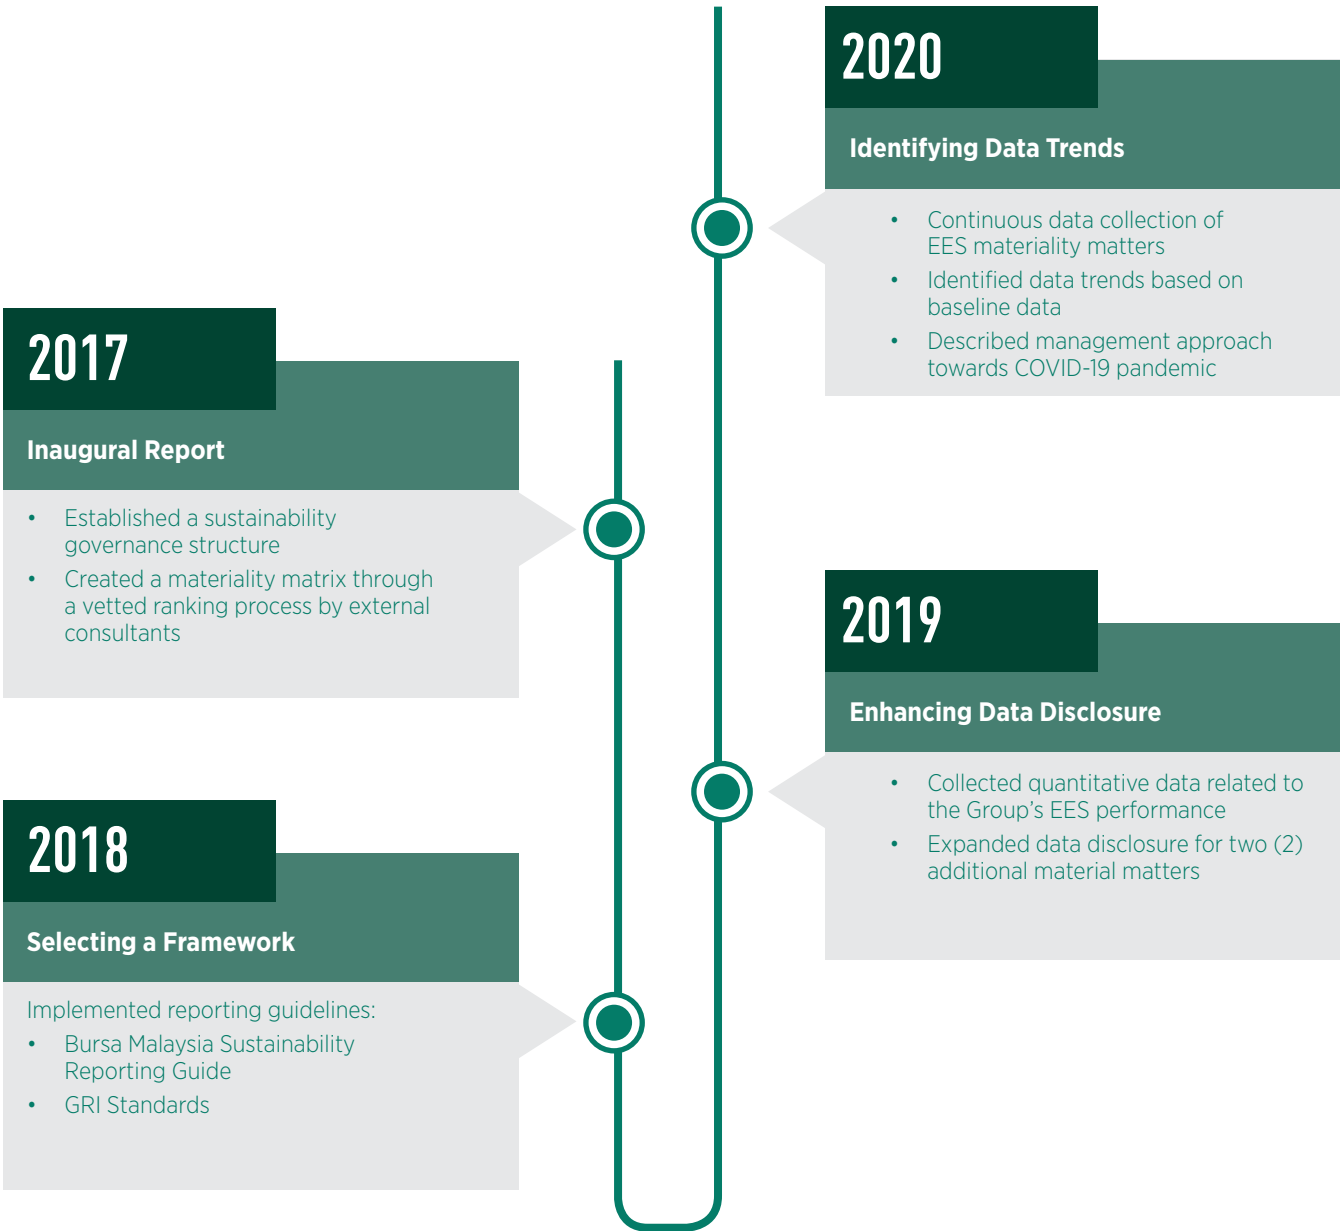 2017
Inaugural Report
• Established a sustainability
governance structure
• Created a materiality matrix through
a vetted ranking process by external
consultants
2018
Selecting a Framework
Implemented reporting guidelines:
• Bursa Malaysia Sustainability
Reporting Guide
• GRI Standards
2019
Enhancing Data Disclosure
• Collected quantitative data related to
the Group’s EES performance
• Expanded data disclosure for two (2)
additional material matters
2020
Identifying Data Trends
• Continuous data collection of
EES materiality matters
• Identified data trends based on
baseline data
• Described management approach
towards COVID-19 pandemic